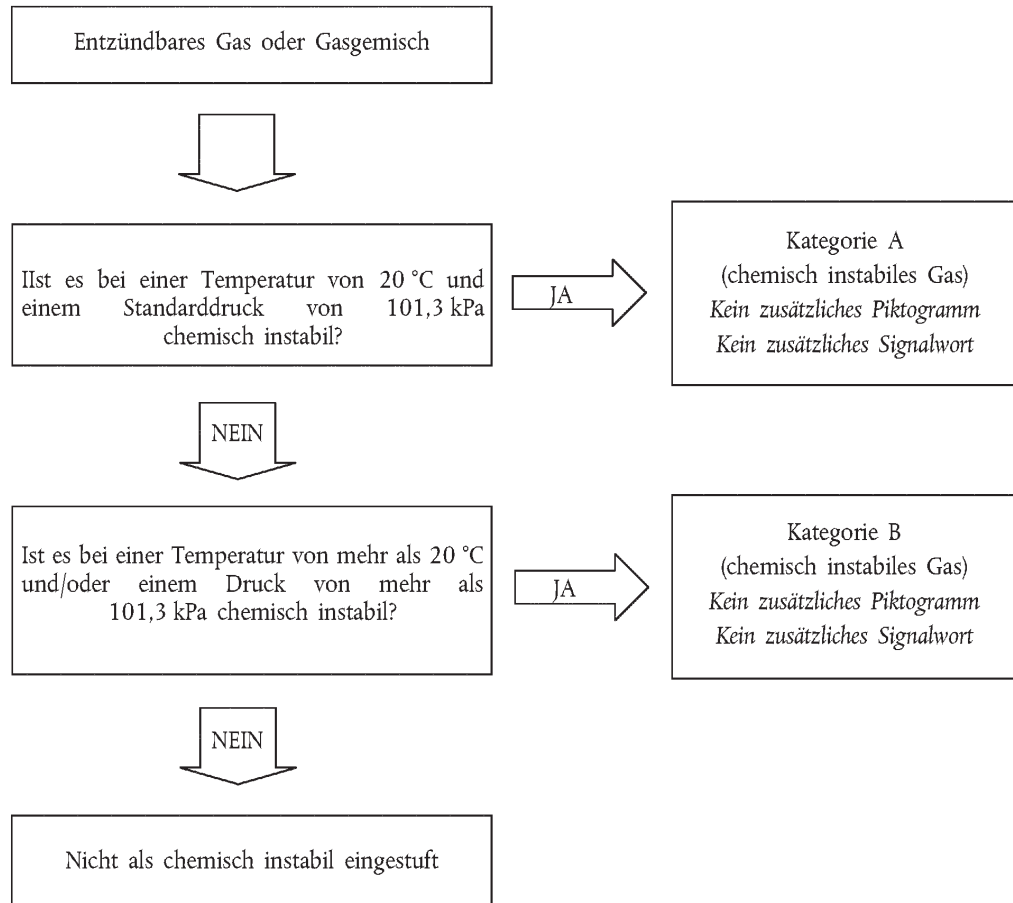 Entzündbares Gas oder Gasgemisch
IIst es bei einer Temperatur von 20 °C und
einem Standarddruck von 101,3 kPa
chemisch instabil?
JA
Kategorie A
(chemisch instabiles Gas)
Kein zusätzliches Piktogramm
Kein zusätzliches Signalwort
NEIN
Ist es bei einer Temperatur von mehr als 20 °C
und/oder einem Druck von mehr als
101,3 kPa chemisch instabil?
JA
Kategorie B
(chemisch instabiles Gas)
Kein zusätzliches Piktogramm
Kein zusätzliches Signalwort
NEIN
Nicht als chemisch instabil eingestuft